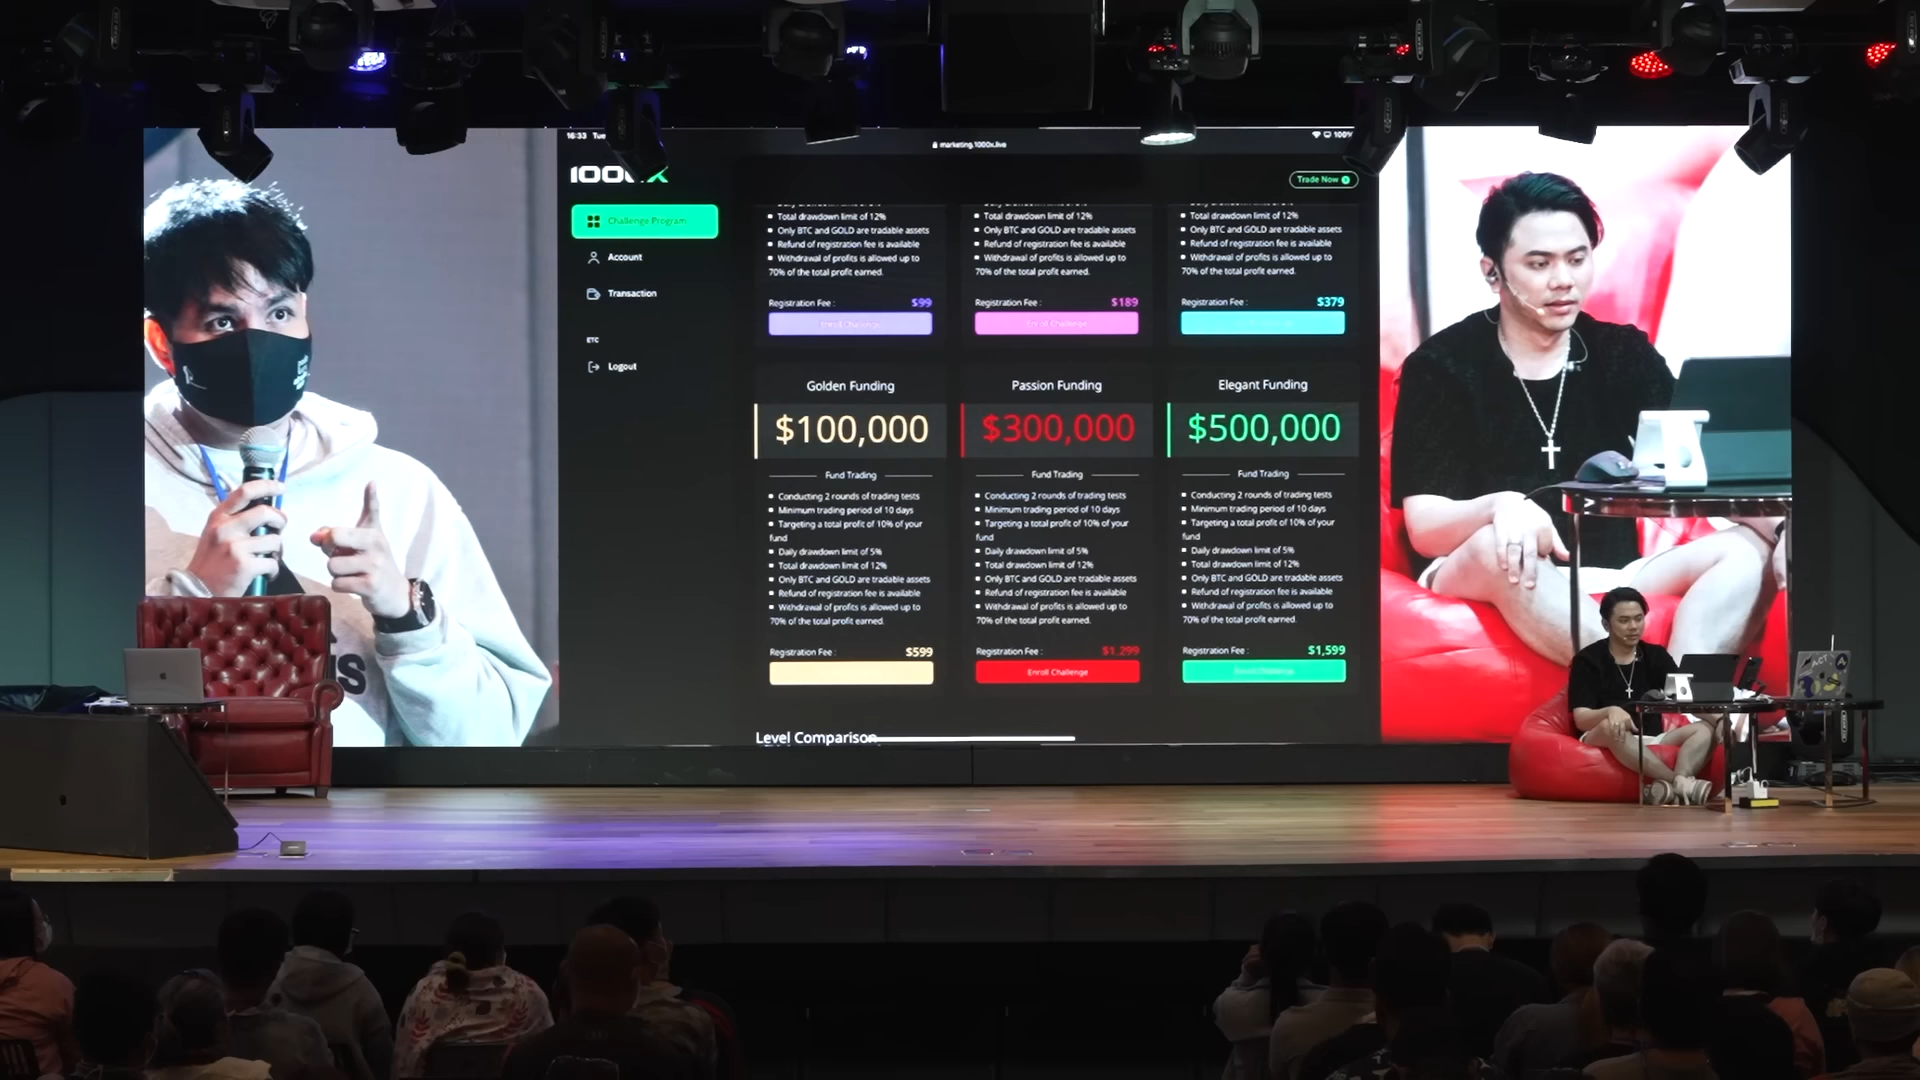 16:33 Tue
marketing.1000x.live
100%
Trade Now
Challenge Program
Account
Transaction
ETC
Logout
Total drawdown limit of 12%
Only BTC and GOLD are tradable assets
Refund of registration fee is available
Withdrawal of profits is allowed up to
70% of the total profit earned.
Registration Fee : $99
Enroll Challenge
Total drawdown limit of 12%
Only BTC and GOLD are tradable assets
Refund of registration fee is available
Withdrawal of profits is allowed up to
70% of the total profit earned.
Registration Fee : $189
Enroll Challenge
Total drawdown limit of 12%
Only BTC and GOLD are tradable assets
Refund of registration fee is available
Withdrawal of profits is allowed up to
70% of the total profit earned.
Registration Fee : $379
Golden Funding
$100,000
Fund Trading
Conducting 2 rounds of trading tests
Minimum trading period of 10 days
Targeting a total profit of 10% of your
fund
Daily drawdown limit of 5%
Total drawdown limit of 12%
Only BTC and GOLD are tradable assets
Refund of registration fee is available
Withdrawal of profits is allowed up to
70% of the total profit earned.
Registration Fee : $599
Passion Funding
$300,000
Fund Trading
Conducting 2 rounds of trading tests
Minimum trading period of 10 days
Targeting a total profit of 10% of your
fund
Daily drawdown limit of 5%
Total drawdown limit of 12%
Only BTC and GOLD are tradable assets
Refund of registration fee is available
Withdrawal of profits is allowed up to
70% of the total profit earned.
Registration Fee : $1,299
Enroll Challenge
Elegant Funding
$500,000
Fund Trading
Conducting 2 rounds of trading tests
Minimum trading period of 10 days
Targeting a total profit of 10% of your
fund
Daily drawdown limit of 5%
Total drawdown limit of 12%
Only BTC and GOLD are tradable assets
Refund of registration fee is available
Withdrawal of profits is allowed up to
70% of the total profit earned.
Registration Fee : $1,599
Enroll Challenge
Level Comparison